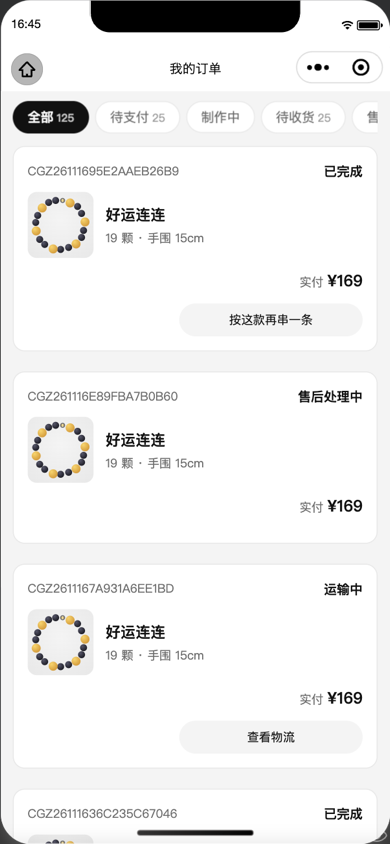 16:45
我的订单
全部 125
待支付 25
制作中
待收货 25
售
CGZ26111695E2AAEB26B9
已完成
好运连连
19 颗 · 手围 15cm
实付 ¥169
按这款再串一条
CGZ261116E89FBA7B0B60
售后处理中
好运连连
19 颗 · 手围 15cm
实付 ¥169
CGZ2611167A931A6EE1BD
运输中
好运连连
19 颗 · 手围 15cm
实付 ¥169
查看物流
CGZ26111636C235C67046
已完成